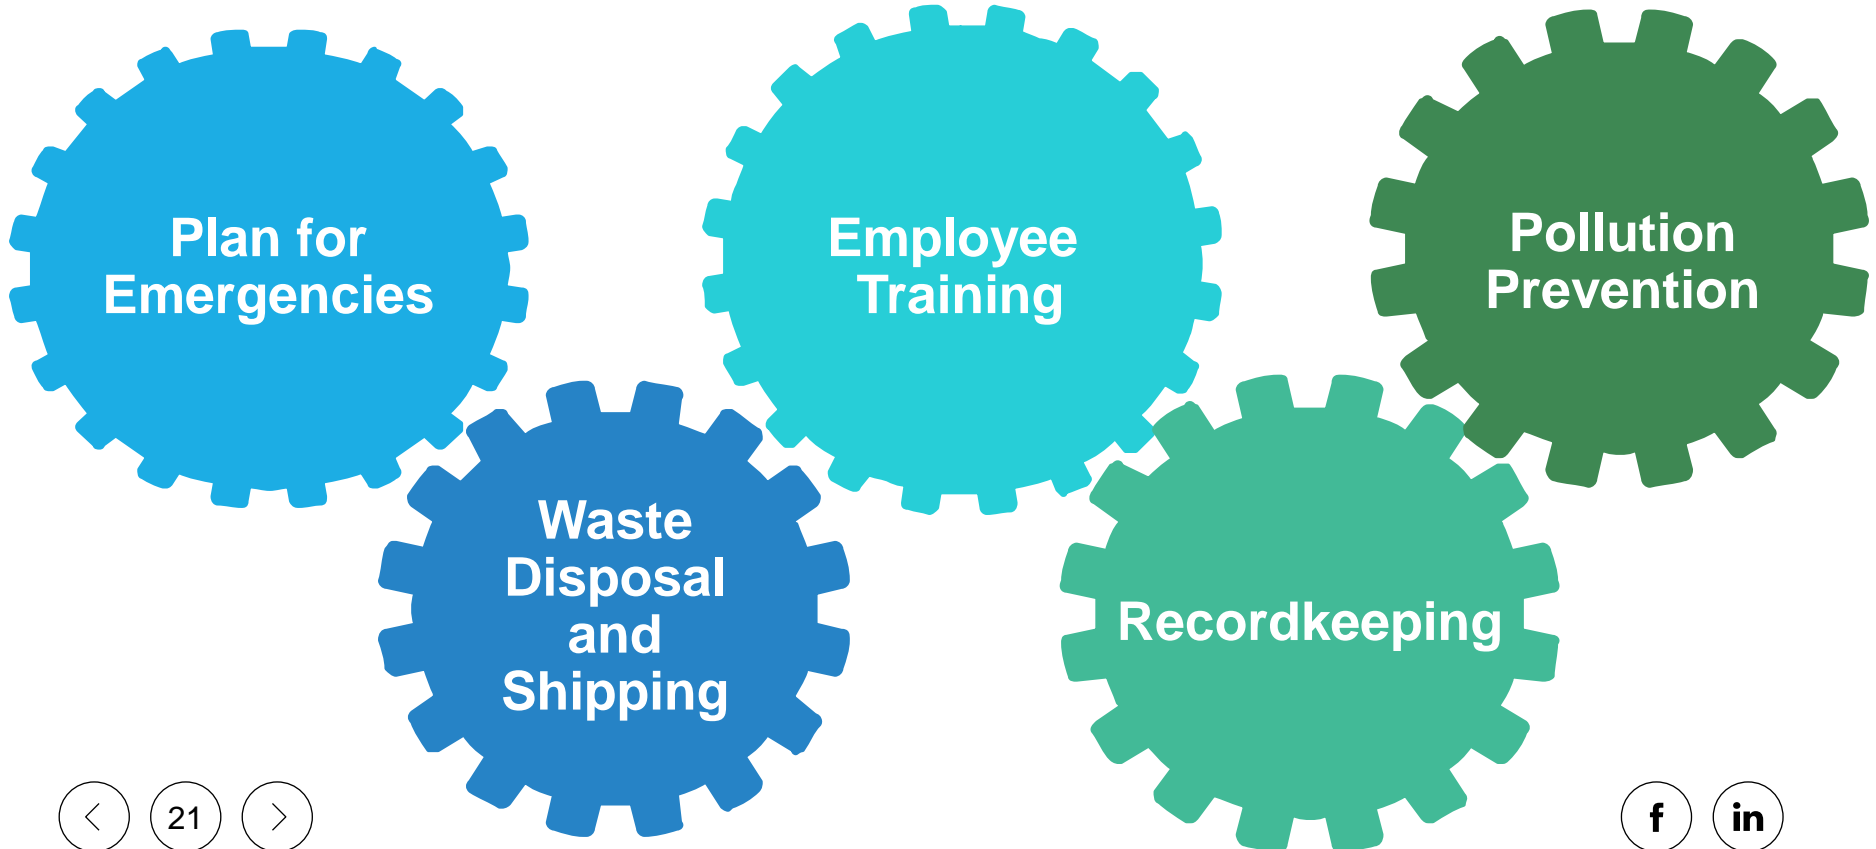 Plan for
Emergencies
Employee
Training
Pollution
Prevention
Waste
Disposal
and
Shipping
Recordkeeping
21
f
in